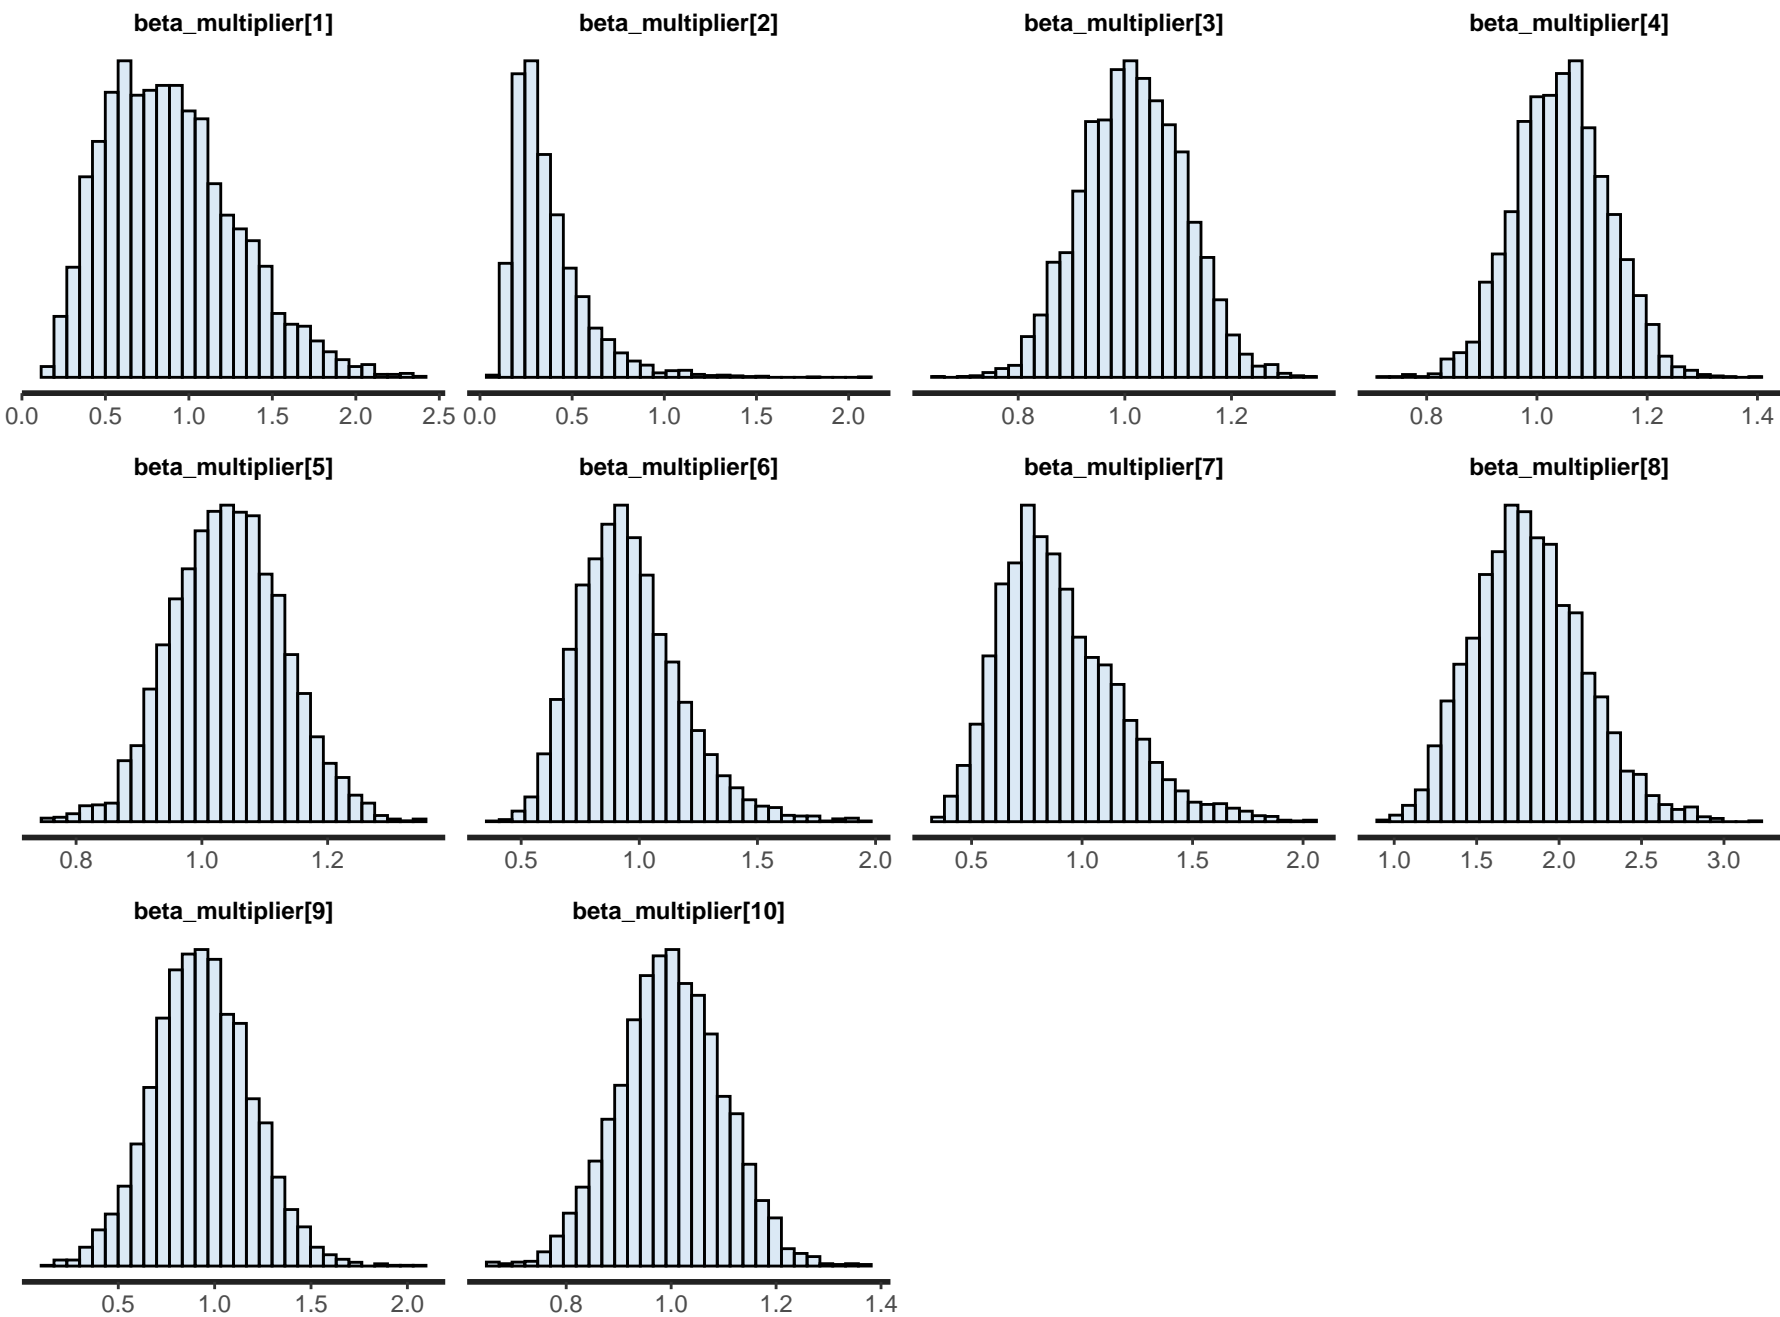 beta_multiplier[1] beta_multiplier[2] beta_multiplier[3] beta_multiplier[4]
0.0 0.5 1.0 1.5 2.0 2.5 0.0 0.5 1.0 1.5 2.0 0.8 1.0 1.2 0.8 1.0 1.2 1.4
beta_multiplier[5] beta_multiplier[6] beta_multiplier[7] beta_multiplier[8]
0.8 1.0 1.2 0.5 1.0 1.5 2.0 0.5 1.0 1.5 2.0 1.0 1.5 2.0 2.5 3.0
beta_multiplier[9] beta_multiplier[10]
0.5 1.0 1.5 2.0 0.8 1.0 1.2 1.4